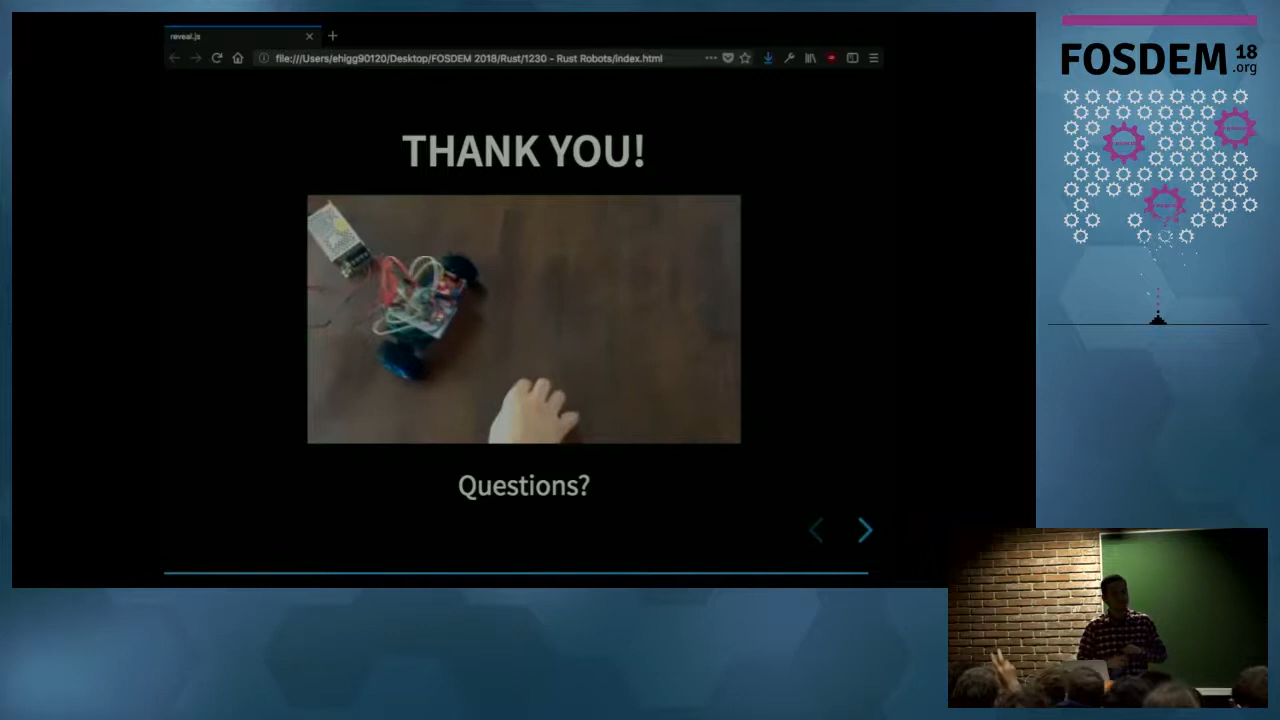 reveal.js
file:///Users/ehigg90120/Desktop/FOSDEM 2018/Rust/1230 - Rust Robots/index.html
THANK YOU!
Questions?
FOSDEM 18
.org